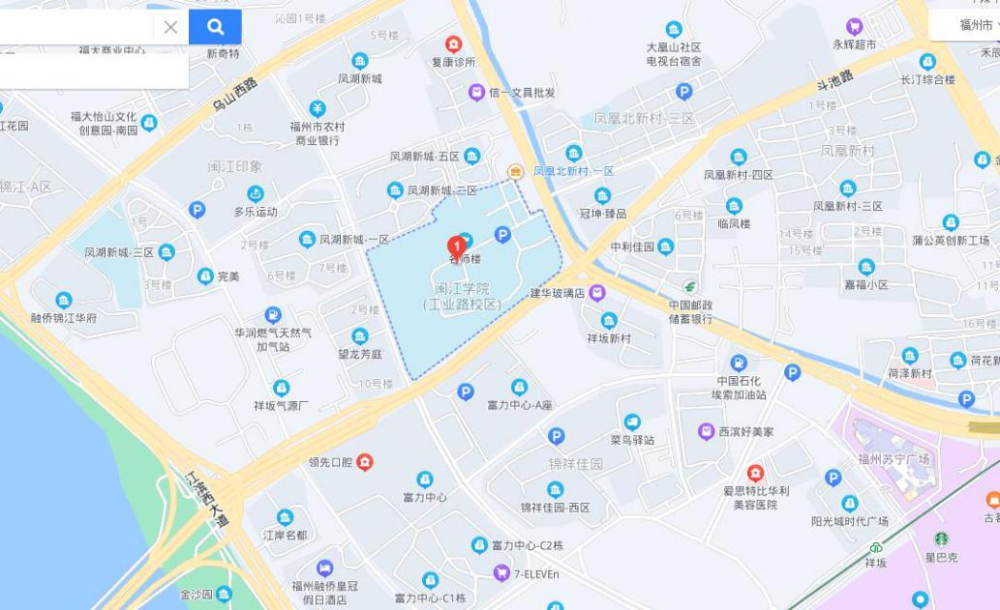 沁园1号楼
福州市
5号楼
永辉超市
福大商业中心
新奇特
复康诊所
大凰山社区
电视台宿舍
禾辰
凤湖新城
斗池路
长汀综合楼
乌山西路
信一文具批发
1号楼
福大怡山文化
创意园-南园
1栋
福州市农村
商业银行
凤凰北新村-三区
3号楼
江花园
凤凰新村
凤湖新城-五区
闽江印象
凤凰北新村-一区
凤凰新村-四区
锦江-A区
凤湖新城-二区
多乐运动
冠坤·臻品
6号楼
临凤楼
凤凰新村-三区
1号
2号楼
凤湖新城-一区
14号楼
2号楼
蒲公英创新工场
凤湖新城-三区
1
名师楼
中利佳园
15号楼
7号楼
6号楼
3号楼
完美
嘉福小区
11号
闽江学院
(工业路校区)
建华玻璃店
11号
融侨锦江华府
2号楼
中国邮政
储蓄银行
16号楼
华润燃气天然气
加气站
祥坂新村
望龙芳庭
荷泽新村
荷花新
10号楼
中国石化
埃索加油站
祥坂气源厂
富力中心-A座
西滨好美家
菜鸟驿站
领先口腔
锦祥佳园
福州苏宁广场
江滨西大道
富力中心
爱思特比华利
美容医院
锦祥佳园-西区
阳光城时代广场
江岸名都
富力中心-C2栋
祥坂
星巴克
7-ELEVEn
福州融侨皇冠
假日酒店
金沙园
富力中心-C1栋